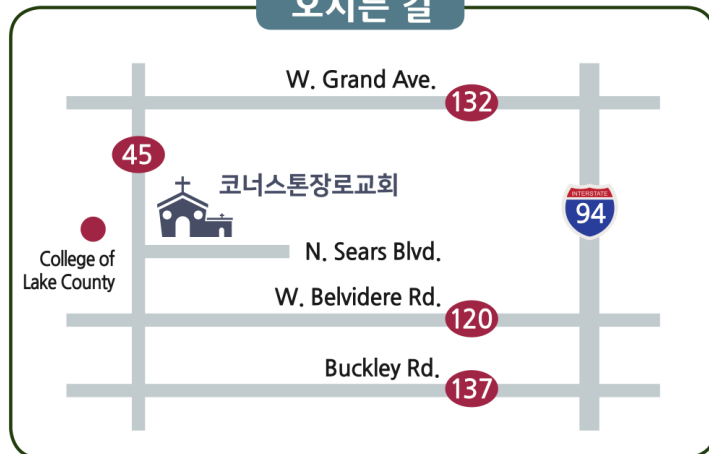 오시는 길
W. Grand Ave.
132
45
코너스톤장로교회
INTERSTATE
94
College of
Lake County
N. Sears Blvd.
W. Belvidere Rd.
120
Buckley Rd.
137